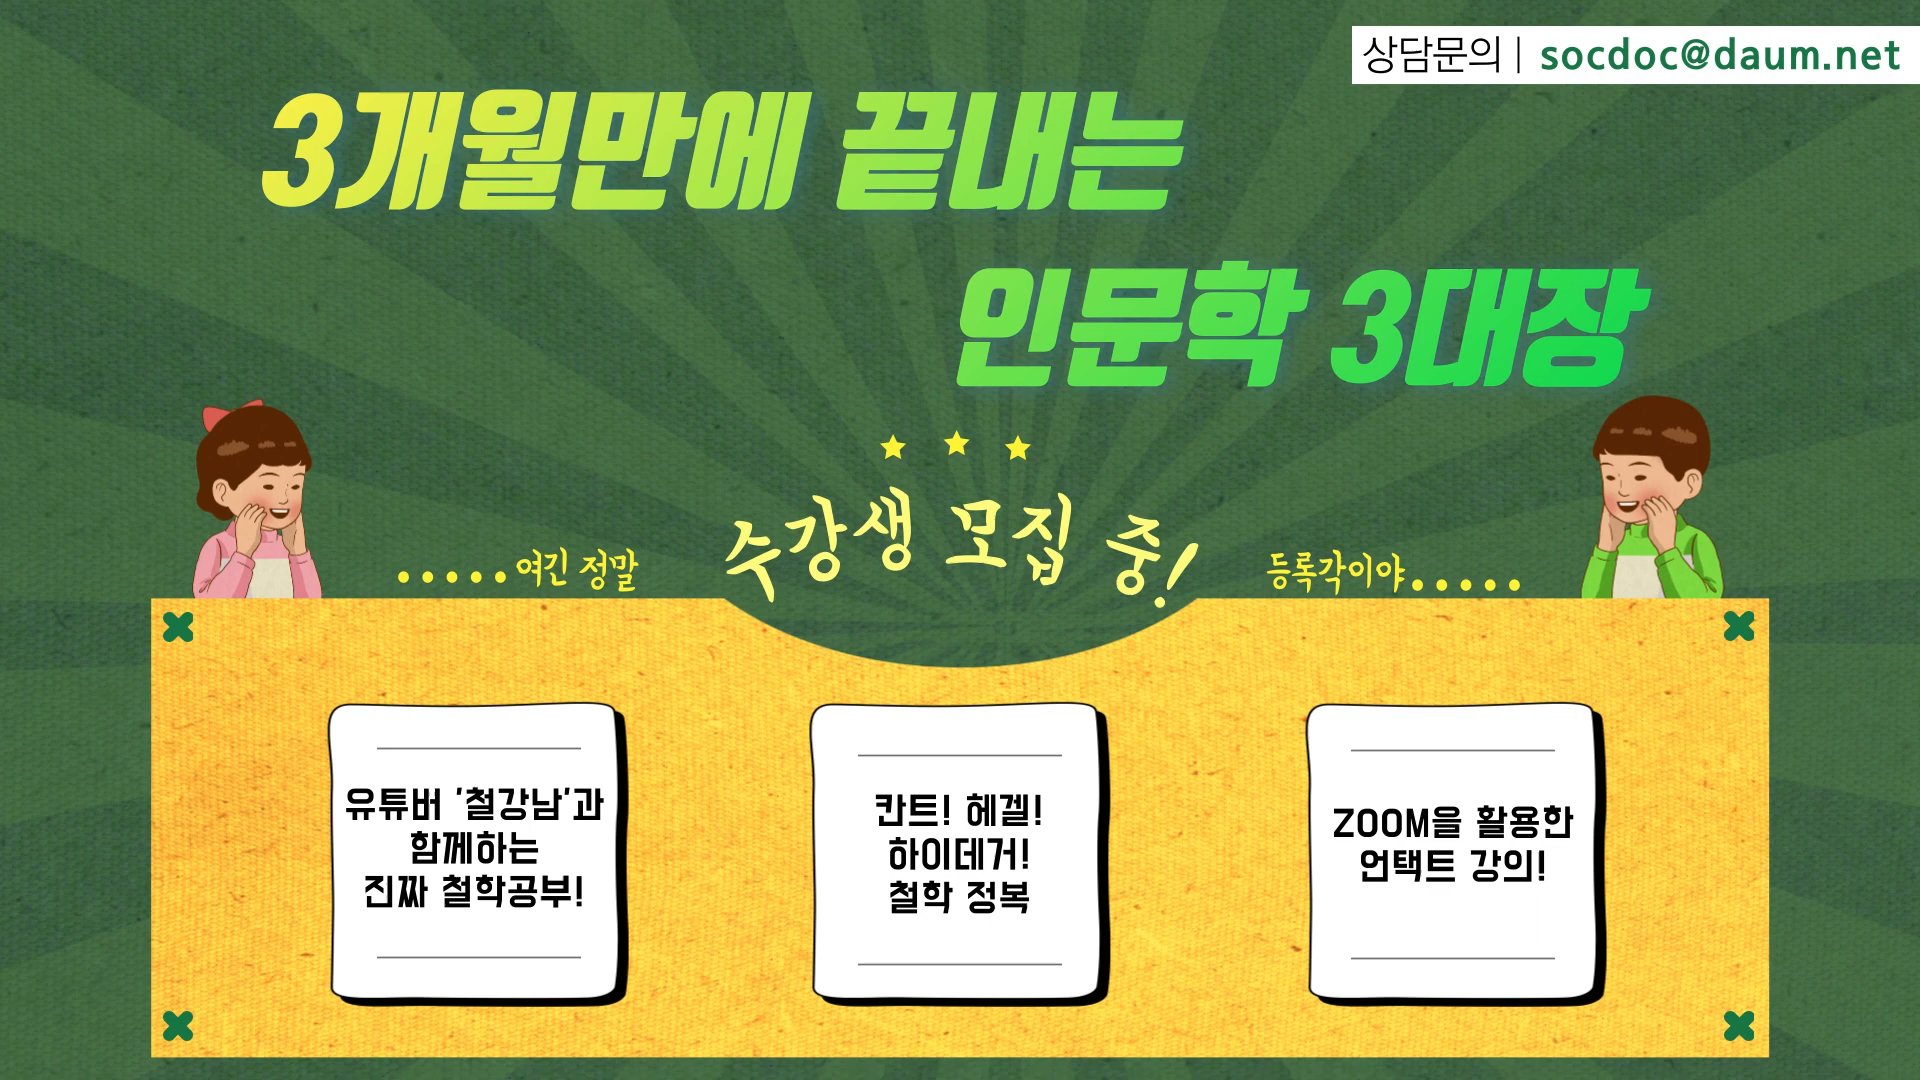 상담문의 | socdoc@daum.net
3개월만에 끝내는
인문학 3대장
수강생 모집 중!
.....여긴 정말
등록각이야.....
유튜버 '철강남'과
함께하는
진짜 철학공부!
칸트! 헤겔!
하이데거!
철학 정복
ZOOM을 활용한
언택트 강의!